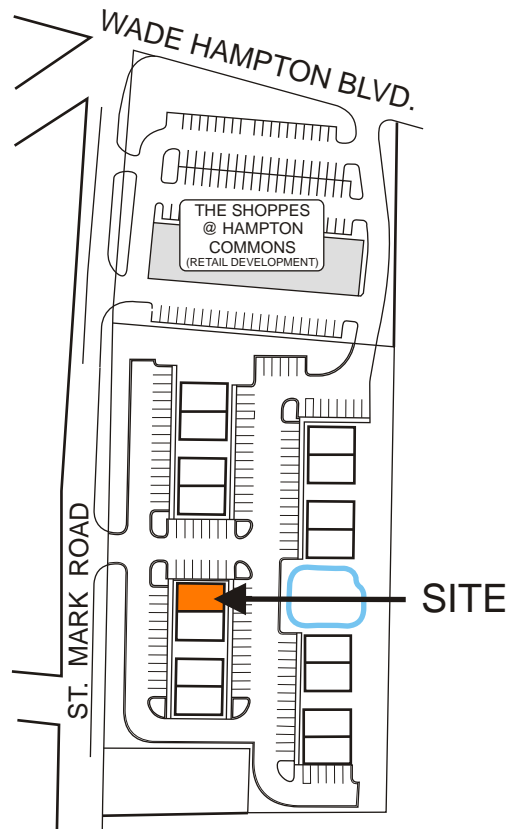 WADE HAMPTON BLVD.
THE SHOPPES
@ HAMPTON
COMMONS
(RETAIL DEVELOPMENT)
SITE
ST. MARK ROAD